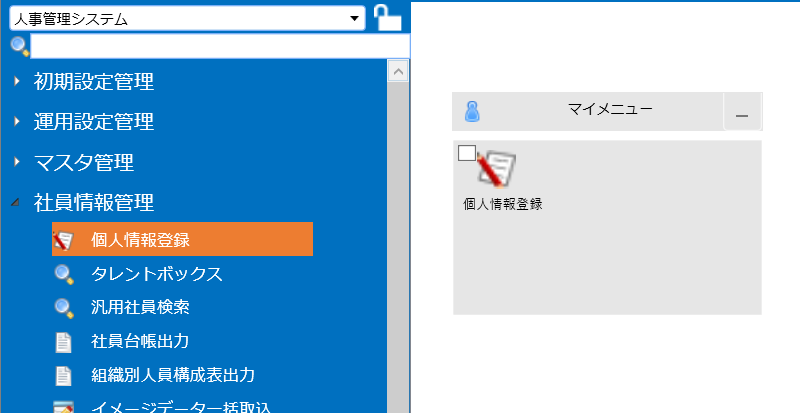 人事管理システム
初期設定管理
運用設定管理
マスタ管理
社員情報管理
個人情報登録
タレントボックス
汎用社員検索
社員台帳出力
組織別人員構成表出力
イメージデータ一括取込
マイメニュー
個人情報登録